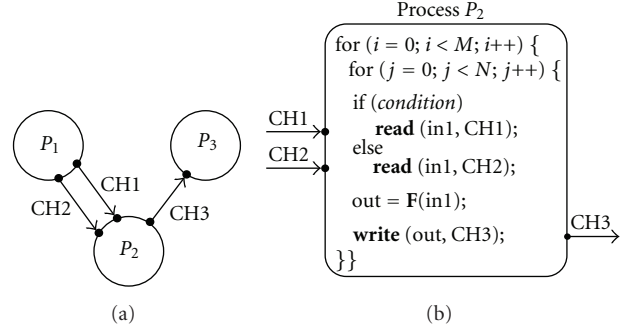 P1
P3
CH1
CH2
CH3
P2
(a)
Process P2
for (i = 0; i < M; i++) {
for (j = 0; j < N; j++) {
if (condition)
read (in1, CH1);
else
read (in1, CH2);
out = F(in1);
write (out, CH3);
}}
CH1
CH2
CH3
(b)